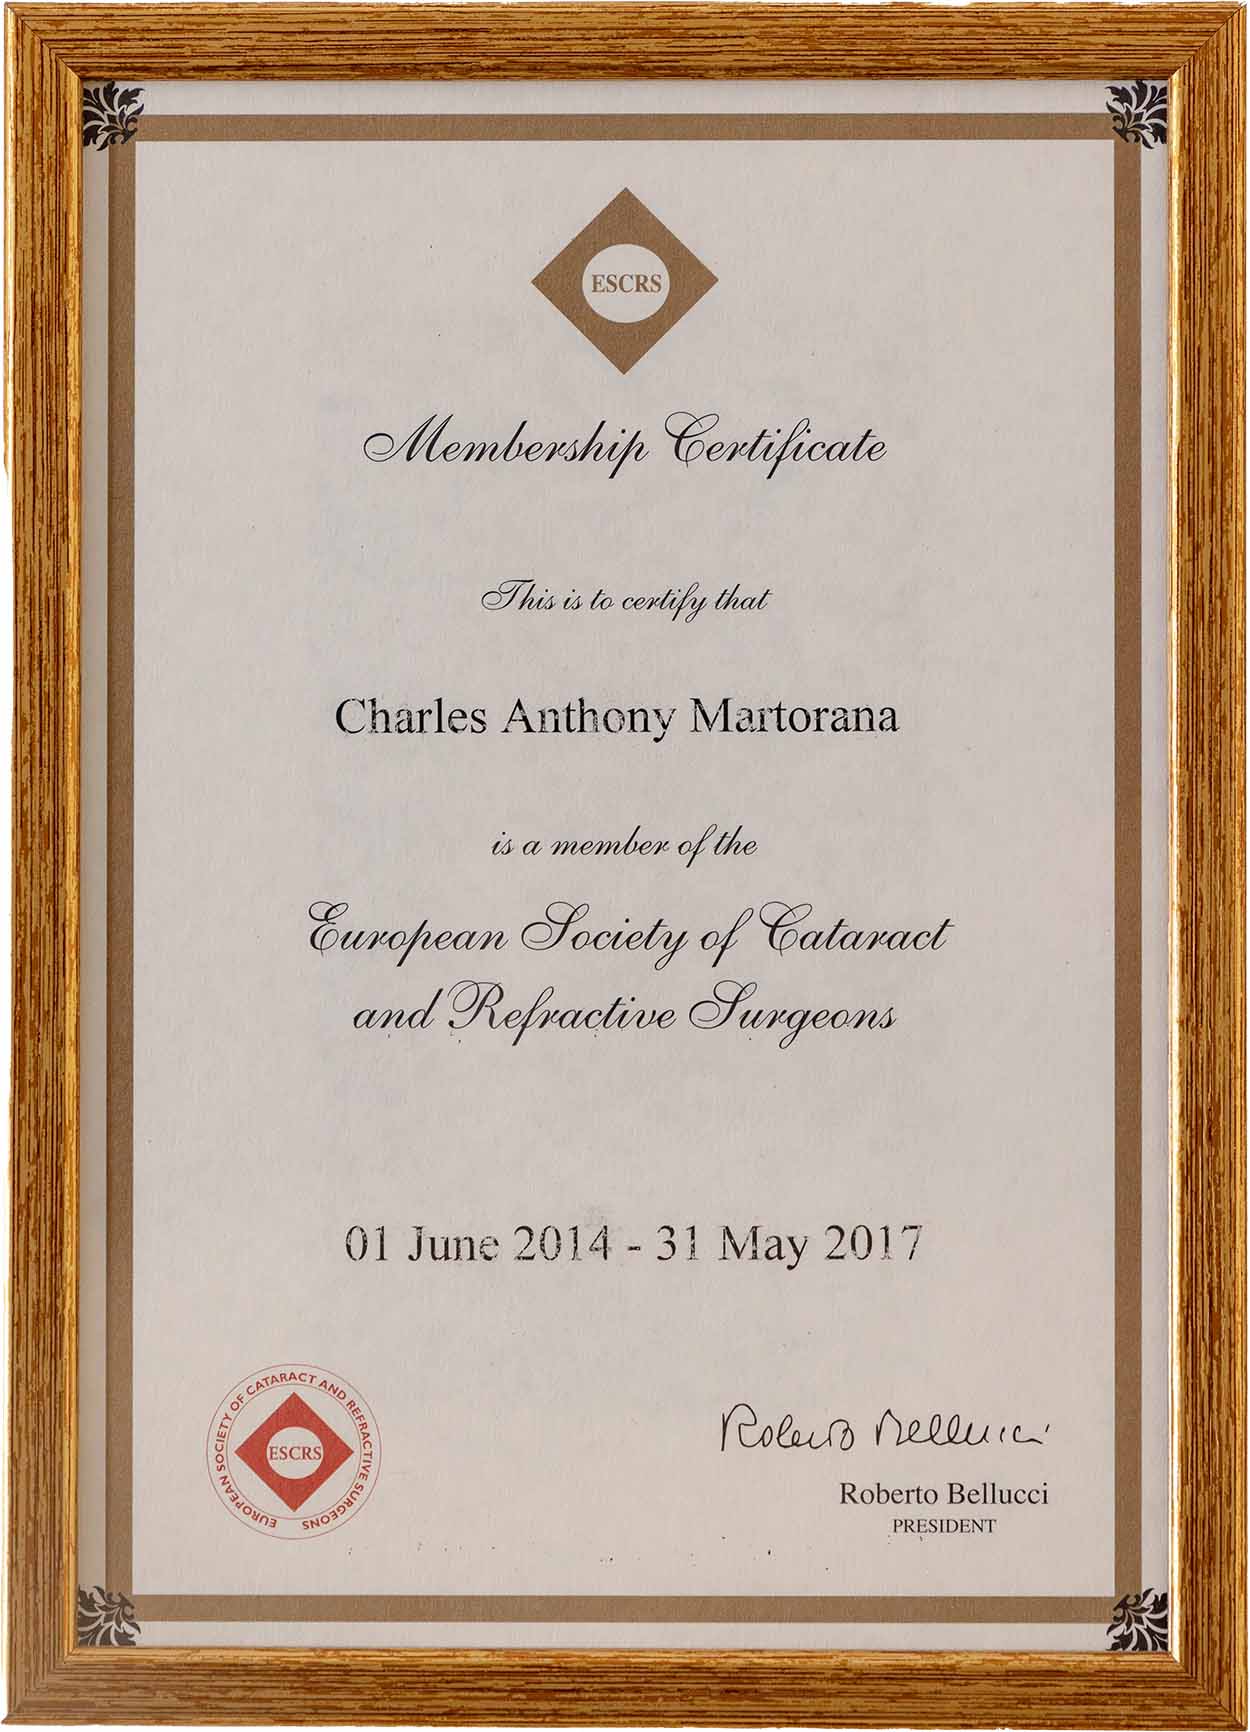 ESCRS
Membership Certificate
This is to certify that
Charles Anthony Martorana
is a member of the
European Society of Cataract
and Refractive Surgeons
01 June 2014 - 31 May 2017
EUROPEAN SOCIETY OF CATARACT AND REFRACTIVE SURGEONS
ESCRS
Roberto Bellucci
Roberto Bellucci
PRESIDENT